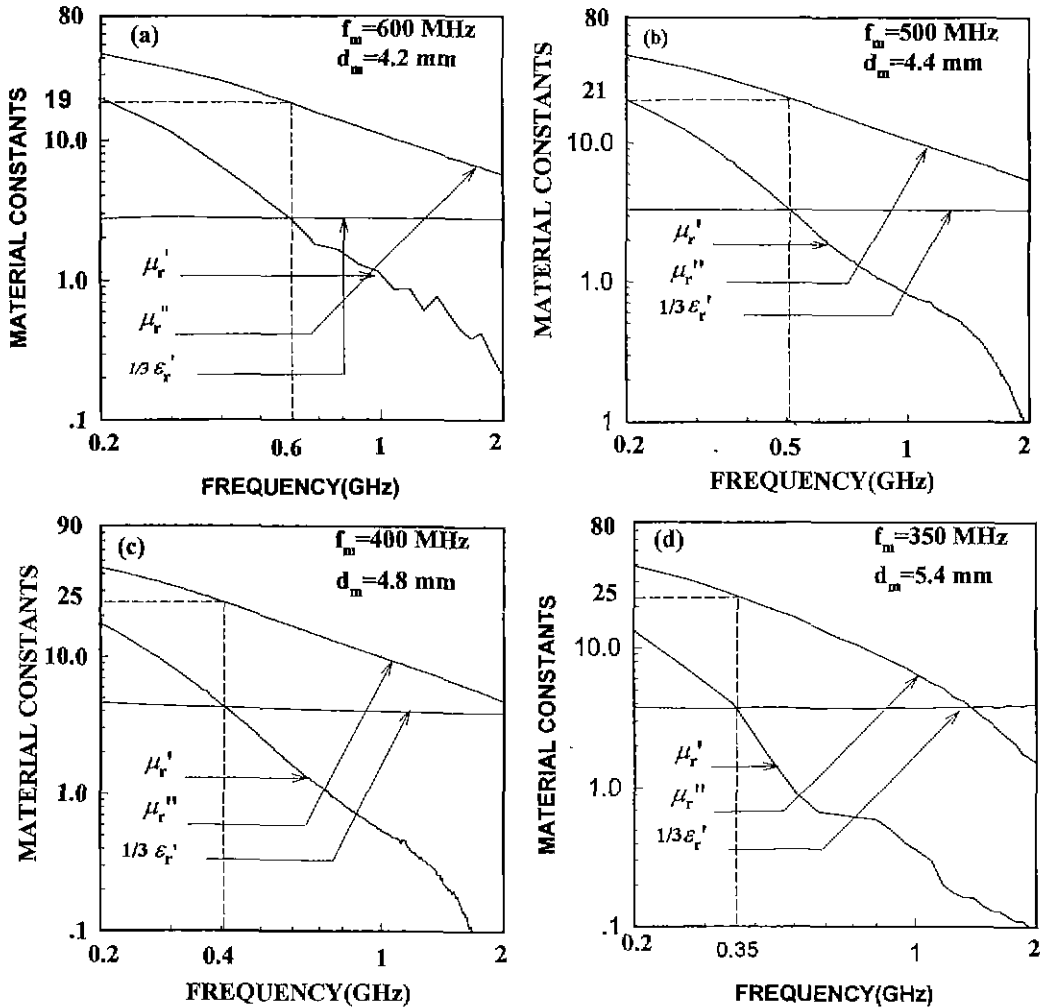 80
(a)
f_m=600 MHz
d_m=4.2 mm
19
10.0
1.0
.1
MATERIAL CONSTANTS
μ_r'
μ_r''
1/3 ε_r'
0.2
0.6
1
2
FREQUENCY(GHz)
80
(b)
f_m=500 MHz
d_m=4.4 mm
21
10.0
1.0
1
MATERIAL CONSTANTS
μ_r'
μ_r''
1/3 ε_r'
0.2
0.5
1
2
FREQUENCY(GHz)
90
(c)
f_m=400 MHz
d_m=4.8 mm
25
10.0
1.0
.1
MATERIAL CONSTANTS
μ_r'
μ_r''
1/3 ε_r'
0.2
0.4
1
2
FREQUENCY(GHz)
80
(d)
f_m=350 MHz
d_m=5.4 mm
25
10.0
1.0
.1
MATERIAL CONSTANTS
μ_r'
μ_r''
1/3 ε_r'
0.2
0.35
1
2
FREQUENCY(GHz)